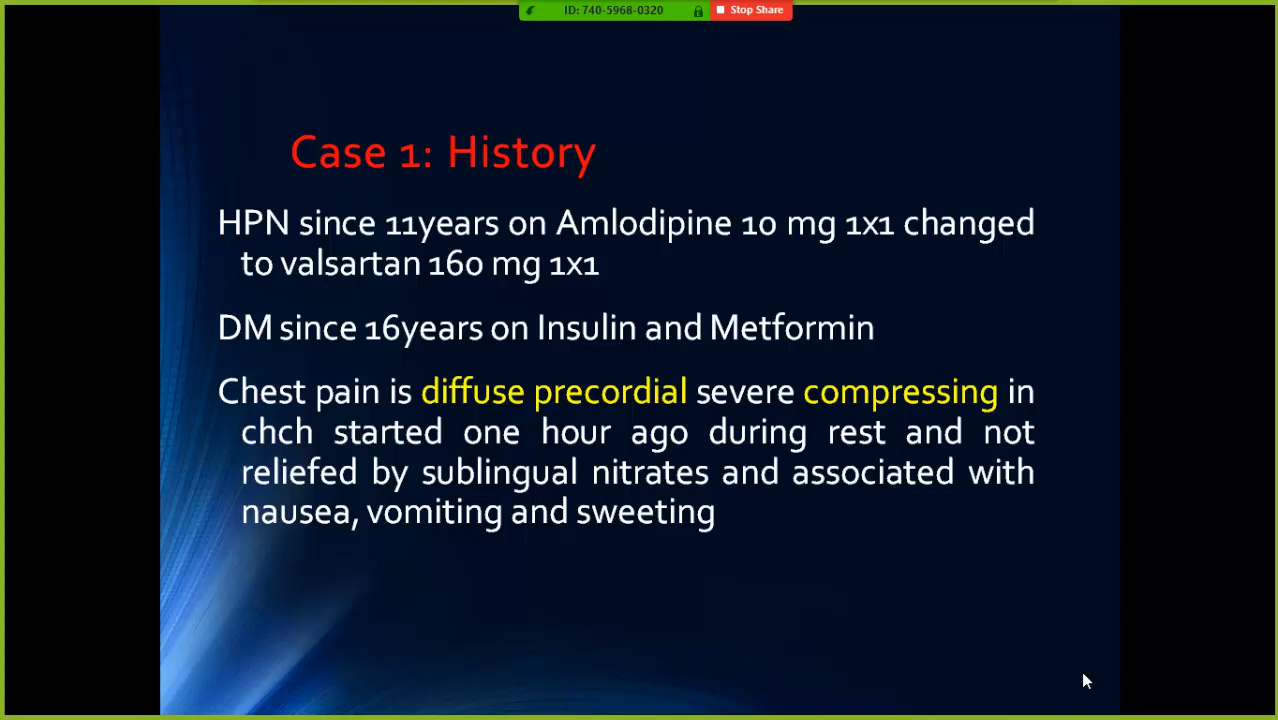 ID: 740-5968-0320
Stop Share
Case 1: History
HPN since 11years on Amlodipine 10 mg 1x1 changed
to valsartan 160 mg 1x1
DM since 16years on Insulin and Metformin
Chest pain is diffuse precordial severe compressing in
chch started one hour ago during rest and not
reliefed by sublingual nitrates and associated with
nausea, vomiting and sweeting